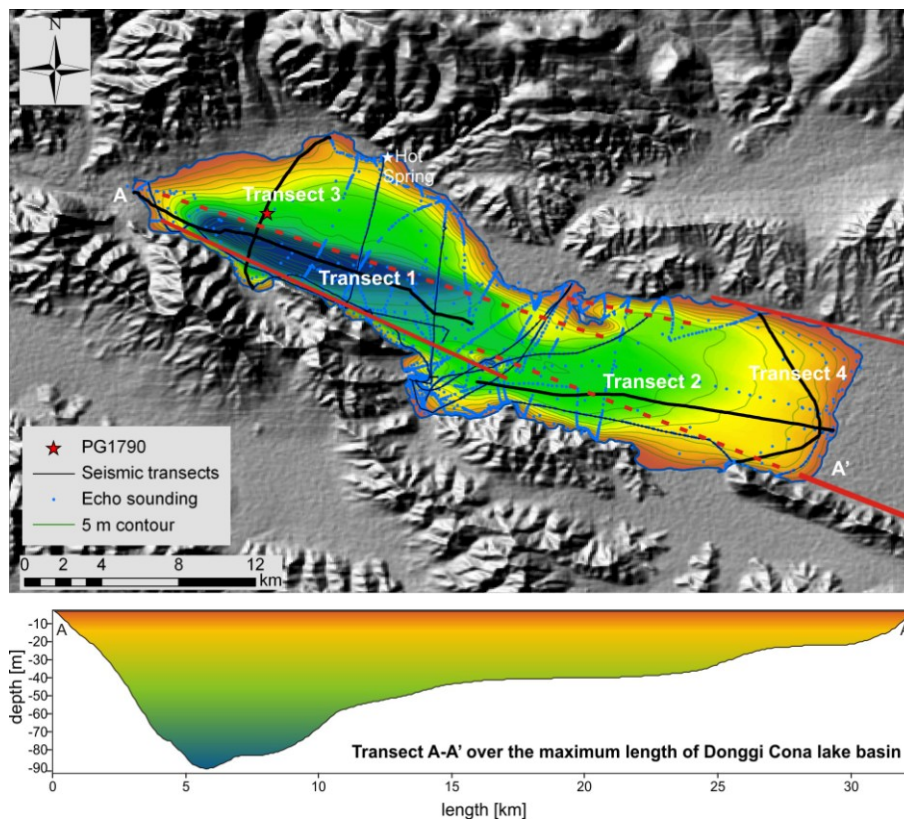 N
Hot
Spring
A
Transect 3
Transect 1
Transect 2
Transect 4
A'
PG1790
Seismic transects
Echo sounding
5 m contour
0 2 4 8 12
km
-10
-20
-30
-40
-50
-60
-70
-80
-90
depth [m]
A
A
Transect A-A' over the maximum length of Donggi Cona lake basin
0 5 10 15 20 25 30
length [km]